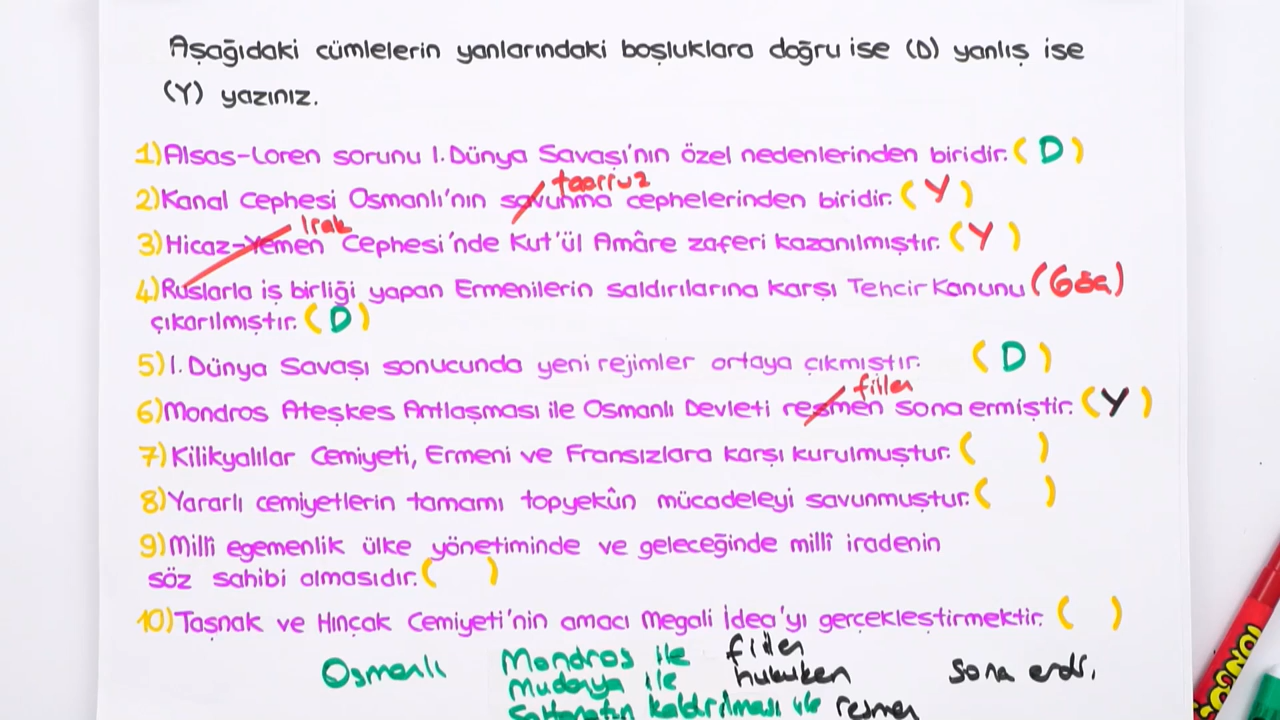 Aşağıdaki cümlelerin yanlarındaki boşluklara doğru ise (D) yanlış ise
(Y) yazınız.
1)Alsas-Loren sorunu I.Dünya Savaşı'nın özel nedenlerinden biridir. (D)
taarruz
2)Kanal Cephesi Osmanlı'nın savunma cephelerinden biridir. (Y)
Irak
3)Hicaz-Yemen Cephesi'nde Kut'ül Amâre zaferi kazanılmıştır. (Y)
4)Ruslarla iş birliği yapan Ermenilerin saldırılarına karşı Tehcir Kanunu (Göç)
çıkarılmıştır. (D)
5)I.Dünya Savaşı sonucunda yeni rejimler ortaya çıkmıştır. (D)
fiilen
6)Mondros Ateşkes Antlaşması ile Osmanlı Devleti resmen sona ermiştir. (Y)
7)Kilikyalılar Cemiyeti, Ermeni ve Fransızlara karşı kurulmuştur. ( )
8)Yararlı cemiyetlerin tamamı topyekûn mücadeleyi savunmuştur. ( )
9)Millî egemenlik ülke yönetiminde ve geleceğinde millî iradenin
söz sahibi olmasıdır. ( )
10)Taşnak ve Hınçak Cemiyeti'nin amacı Megali İdea'yı gerçekleştirmektir. ( )
Osmanlı Mondros ile fiilen sona erdi.
Mudanya ile hukuken
Saltanatın kaldırılması ile resmen